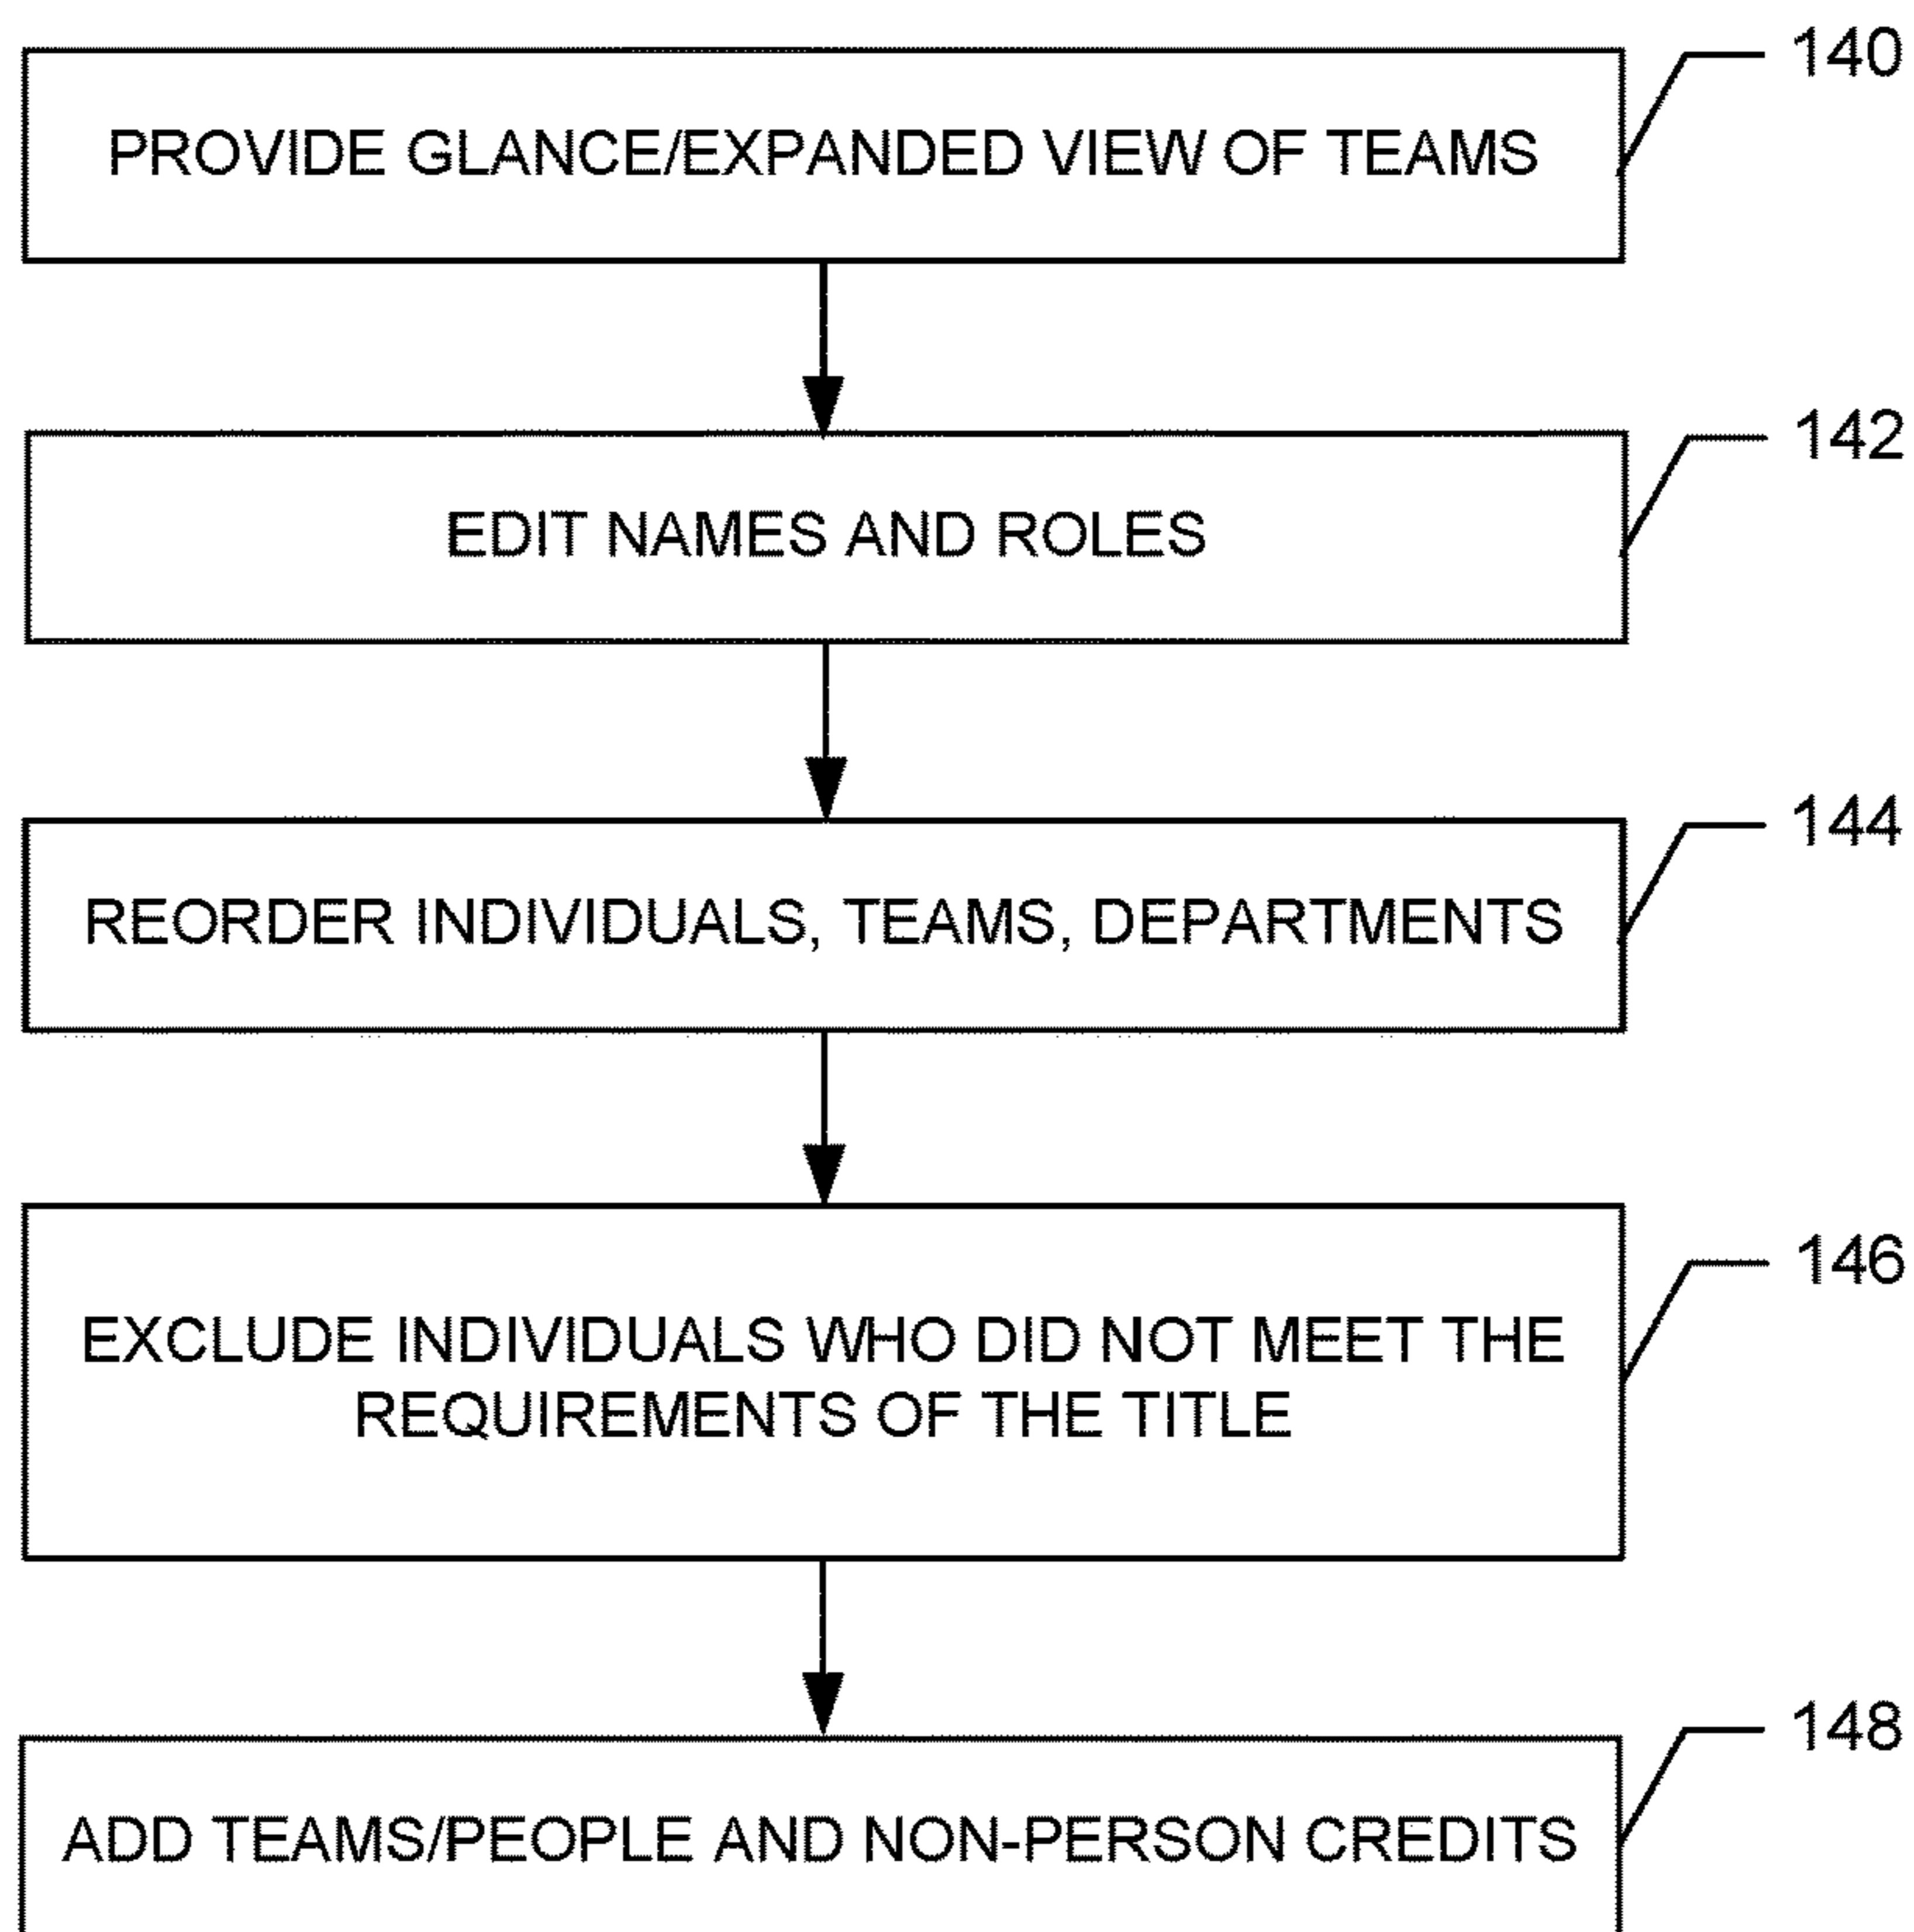 140
PROVIDE GLANCE/EXPANDED VIEW OF TEAMS
142
EDIT NAMES AND ROLES
144
REORDER INDIVIDUALS, TEAMS, DEPARTMENTS
146
EXCLUDE INDIVIDUALS WHO DID NOT MEET THE
REQUIREMENTS OF THE TITLE
148
ADD TEAMS/PEOPLE AND NON-PERSON CREDITS